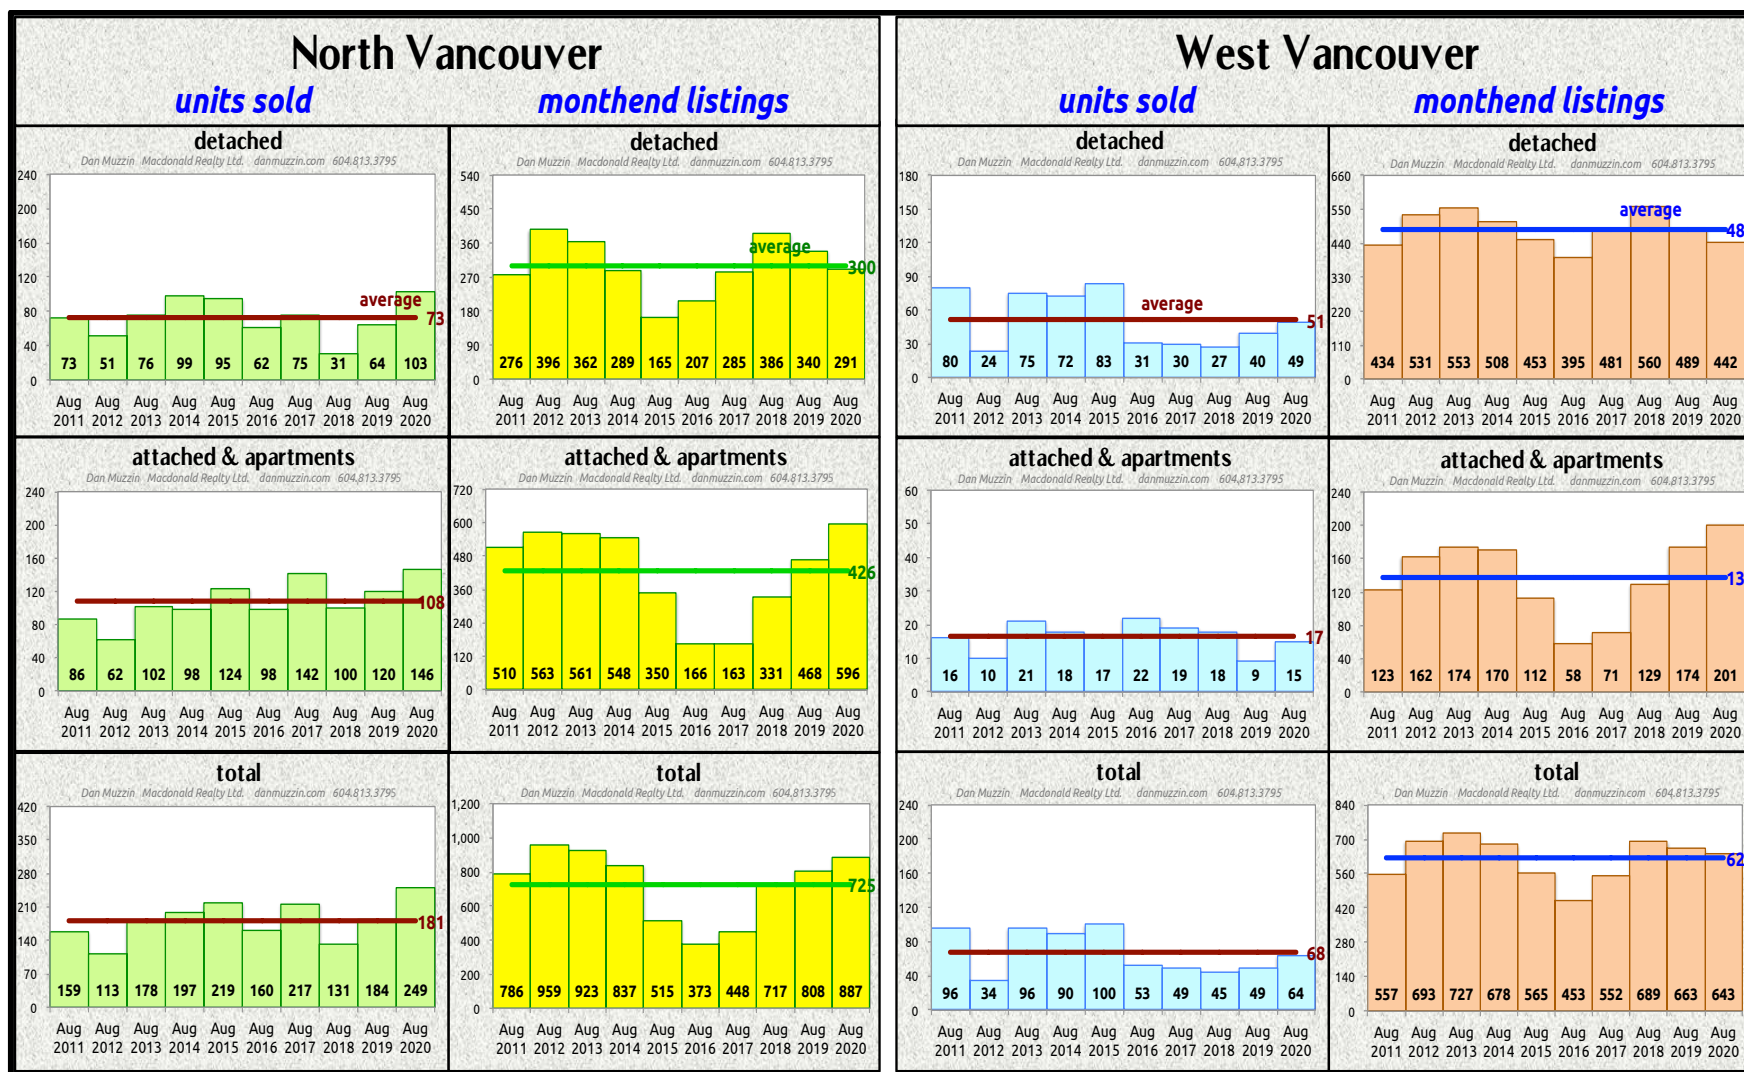 North Vancouver
units sold monthend listings
detached
Dan Muzzin Macdonald Realty Ltd. danmuzzin.com 604.813.3795
240
200
160
120
80
40
0
average
73
73 51 76 99 95 62 75 31 64 103
Aug Aug Aug Aug Aug Aug Aug Aug Aug Aug
2011 2012 2013 2014 2015 2016 2017 2018 2019 2020
detached
Dan Muzzin Macdonald Realty Ltd. danmuzzin.com 604.813.3795
540
450
360
270
180
90
0
average
300
276 396 362 289 165 207 285 386 340 291
Aug Aug Aug Aug Aug Aug Aug Aug Aug Aug
2011 2012 2013 2014 2015 2016 2017 2018 2019 2020
attached & apartments
Dan Muzzin Macdonald Realty Ltd. danmuzzin.com 604.813.3795
240
200
160
120
80
40
0
108
86 62 102 98 124 98 142 100 120 146
Aug Aug Aug Aug Aug Aug Aug Aug Aug Aug
2011 2012 2013 2014 2015 2016 2017 2018 2019 2020
attached & apartments
Dan Muzzin Macdonald Realty Ltd. danmuzzin.com 604.813.3795
720
600
480
360
240
120
0
426
510 563 561 548 350 166 163 331 468 596
Aug Aug Aug Aug Aug Aug Aug Aug Aug Aug
2011 2012 2013 2014 2015 2016 2017 2018 2019 2020
total
Dan Muzzin Macdonald Realty Ltd. danmuzzin.com 604.813.3795
420
350
280
210
140
70
0
181
159 113 178 197 219 160 217 131 184 249
Aug Aug Aug Aug Aug Aug Aug Aug Aug Aug
2011 2012 2013 2014 2015 2016 2017 2018 2019 2020
total
Dan Muzzin Macdonald Realty Ltd. danmuzzin.com 604.813.3795
1,200
1,000
800
600
400
200
0
725
786 959 923 837 515 373 448 717 808 887
Aug Aug Aug Aug Aug Aug Aug Aug Aug Aug
2011 2012 2013 2014 2015 2016 2017 2018 2019 2020
West Vancouver
units sold monthend listings
detached
Dan Muzzin Macdonald Realty Ltd. danmuzzin.com 604.813.3795
180
150
120
90
60
30
0
average
51
80 24 75 72 83 31 30 27 40 49
Aug Aug Aug Aug Aug Aug Aug Aug Aug Aug
2011 2012 2013 2014 2015 2016 2017 2018 2019 2020
detached
Dan Muzzin Macdonald Realty Ltd. danmuzzin.com 604.813.3795
660
550
440
330
220
110
0
average
48
434 531 553 508 453 395 481 560 489 442
Aug Aug Aug Aug Aug Aug Aug Aug Aug Aug
2011 2012 2013 2014 2015 2016 2017 2018 2019 2020
attached & apartments
Dan Muzzin Macdonald Realty Ltd. danmuzzin.com 604.813.3795
60
50
40
30
20
10
0
17
16 10 21 18 17 22 19 18 9 15
Aug Aug Aug Aug Aug Aug Aug Aug Aug Aug
2011 2012 2013 2014 2015 2016 2017 2018 2019 2020
attached & apartments
Dan Muzzin Macdonald Realty Ltd. danmuzzin.com 604.813.3795
240
200
160
120
80
40
0
13
123 162 174 170 112 58 71 129 174 201
Aug Aug Aug Aug Aug Aug Aug Aug Aug Aug
2011 2012 2013 2014 2015 2016 2017 2018 2019 2020
total
Dan Muzzin Macdonald Realty Ltd. danmuzzin.com 604.813.3795
240
200
160
120
80
40
0
68
96 34 96 90 100 53 49 45 49 64
Aug Aug Aug Aug Aug Aug Aug Aug Aug Aug
2011 2012 2013 2014 2015 2016 2017 2018 2019 2020
total
Dan Muzzin Macdonald Realty Ltd. danmuzzin.com 604.813.3795
840
700
560
420
280
140
0
62
557 693 727 678 565 453 552 689 663 643
Aug Aug Aug Aug Aug Aug Aug Aug Aug Aug
2011 2012 2013 2014 2015 2016 2017 2018 2019 2020